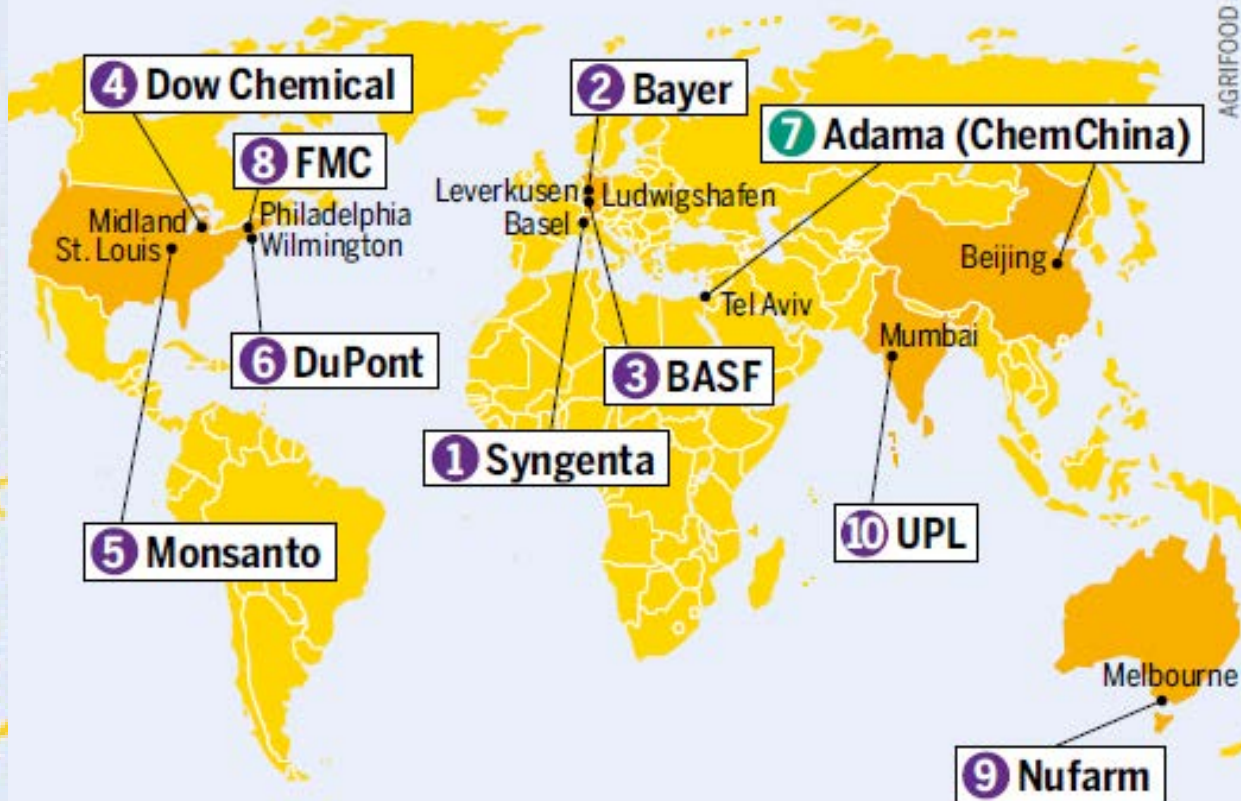 AGRIFOOD
4 Dow Chemical
2 Bayer
7 Adama (ChemChina)
8 FMC
Leverkusen
Ludwigshafen
Basel
Midland
Philadelphia
St. Louis
Wilmington
Beijing
Tel Aviv
Mumbai
6 DuPont
3 BASF
1 Syngenta
5 Monsanto
10 UPL
Melbourne
9 Nufarm